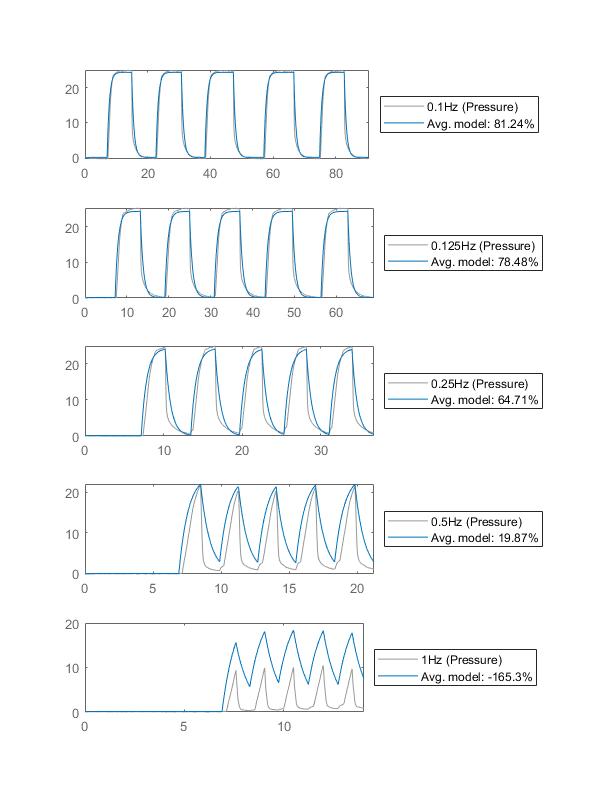 20
10
0
0 20 40 60 80
0.1Hz (Pressure)
Avg. model: 81.24%
20
10
0
0 10 20 30 40 50 60
0.125Hz (Pressure)
Avg. model: 78.48%
20
10
0
0 10 20 30
0.25Hz (Pressure)
Avg. model: 64.71%
20
10
0
0 5 10 15 20
0.5Hz (Pressure)
Avg. model: 19.87%
20
10
0
0 5 10
1Hz (Pressure)
Avg. model: -165.3%